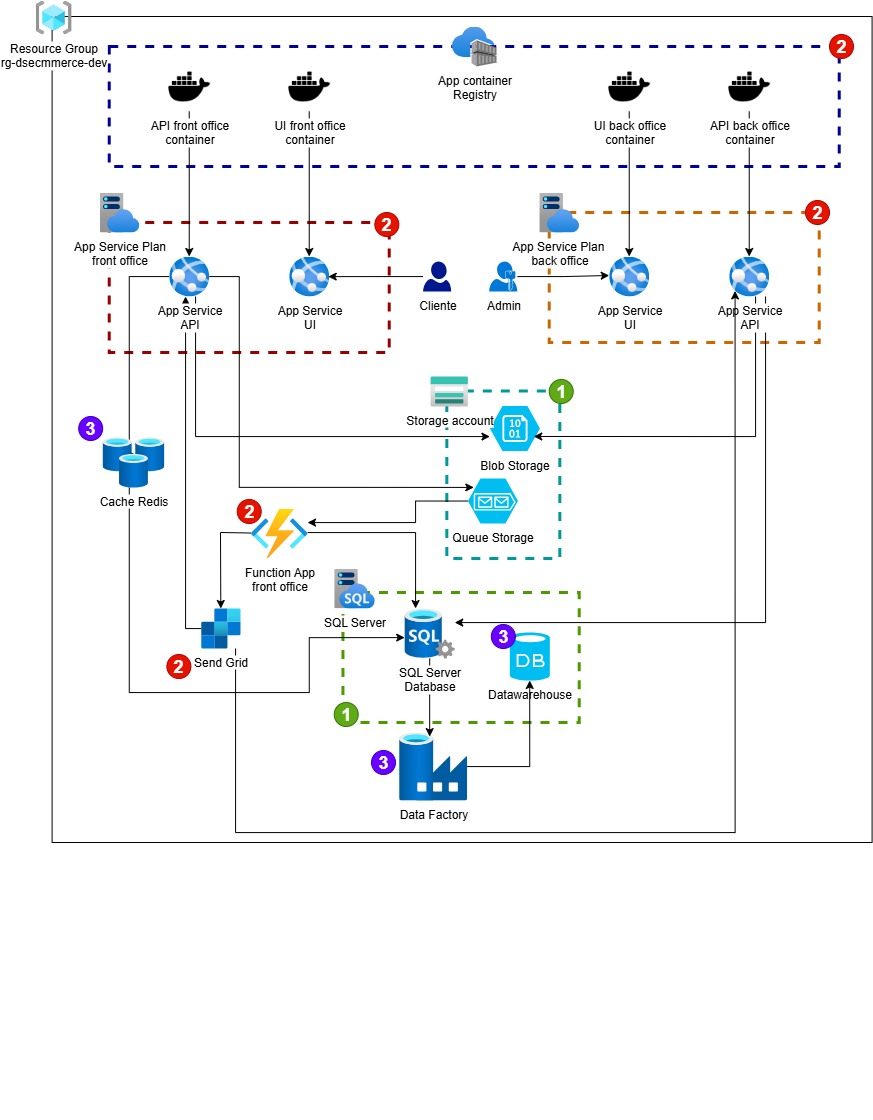 Resource Group
rg-dsecmmerce-dev
2
App container
Registry
API front office
container
UI front office
container
UI back office
container
API back office
container
App Service Plan
front office
2
App Service Plan
back office
2
App Service
API
App Service
UI
Cliente
Admin
App Service
UI
App Service
API
Storage account
1
10
01
Blob Storage
3
Cache Redis
Queue Storage
2
Function App
front office
SQL
SQL Server
SQL
SQL Server
Database
3
DB
Datawarehouse
2
Send Grid
1
3
Data Factory